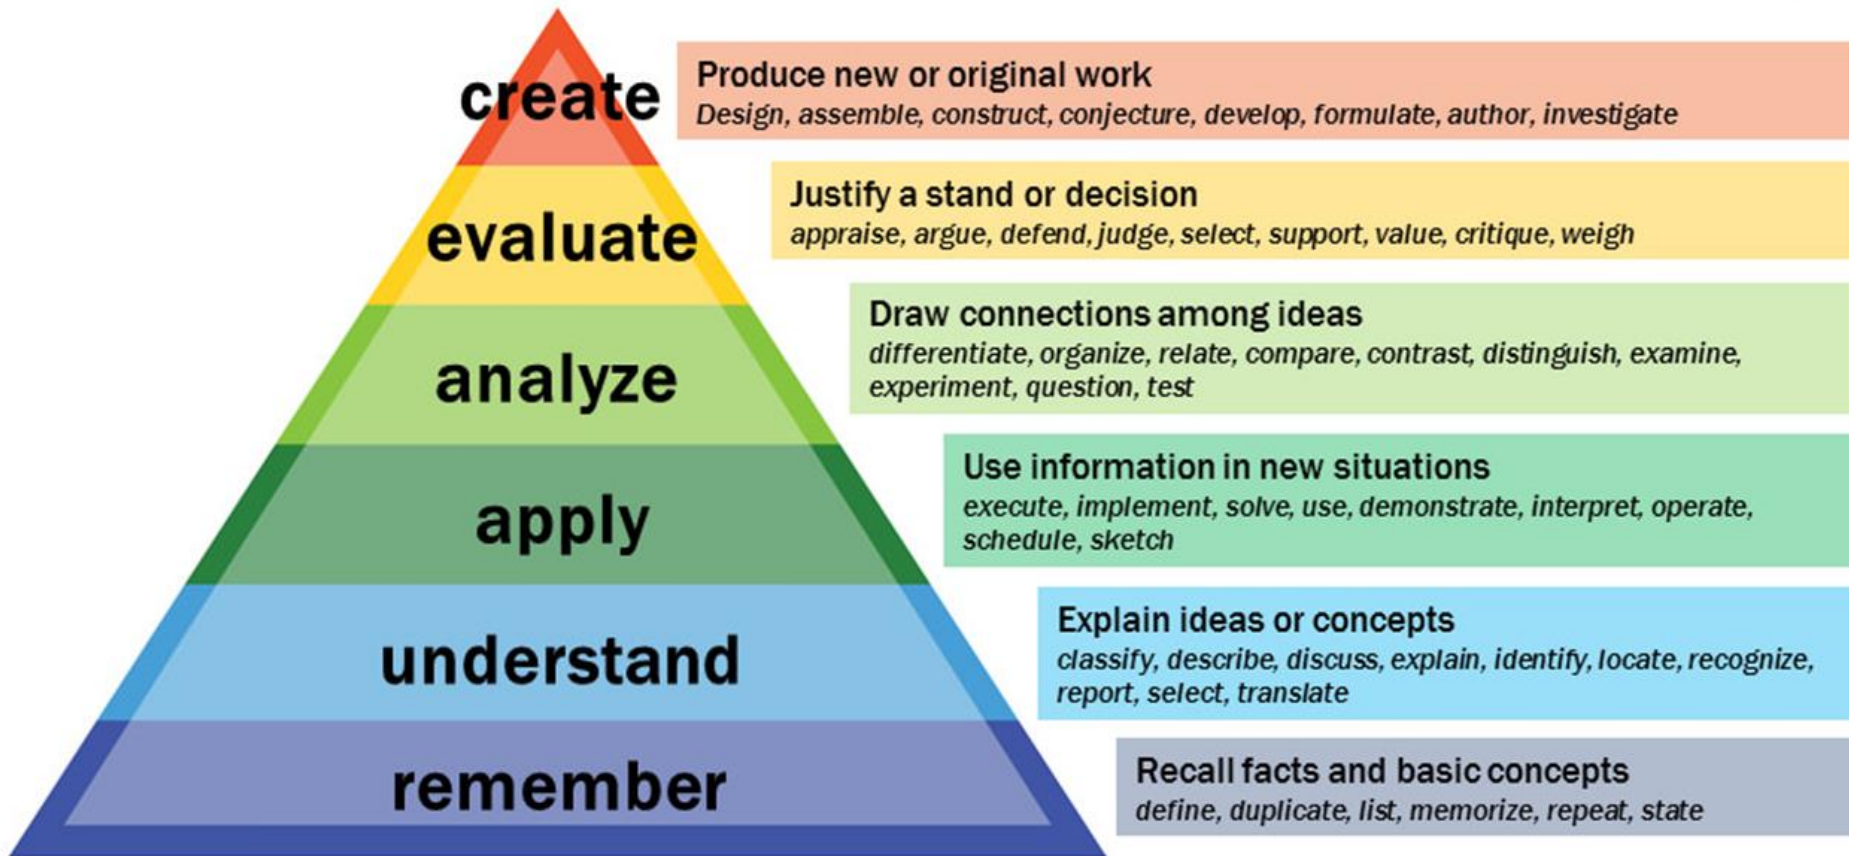 create
Produce new or original work
Design, assemble, construct, conjecture, develop, formulate, author, investigate
evaluate
Justify a stand or decision
appraise, argue, defend, judge, select, support, value, critique, weigh
analyze
Draw connections among ideas
differentiate, organize, relate, compare, contrast, distinguish, examine,
experiment, question, test
apply
Use information in new situations
execute, implement, solve, use, demonstrate, interpret, operate,
schedule, sketch
understand
Explain ideas or concepts
classify, describe, discuss, explain, identify, locate, recognize,
report, select, translate
remember
Recall facts and basic concepts
define, duplicate, list, memorize, repeat, state